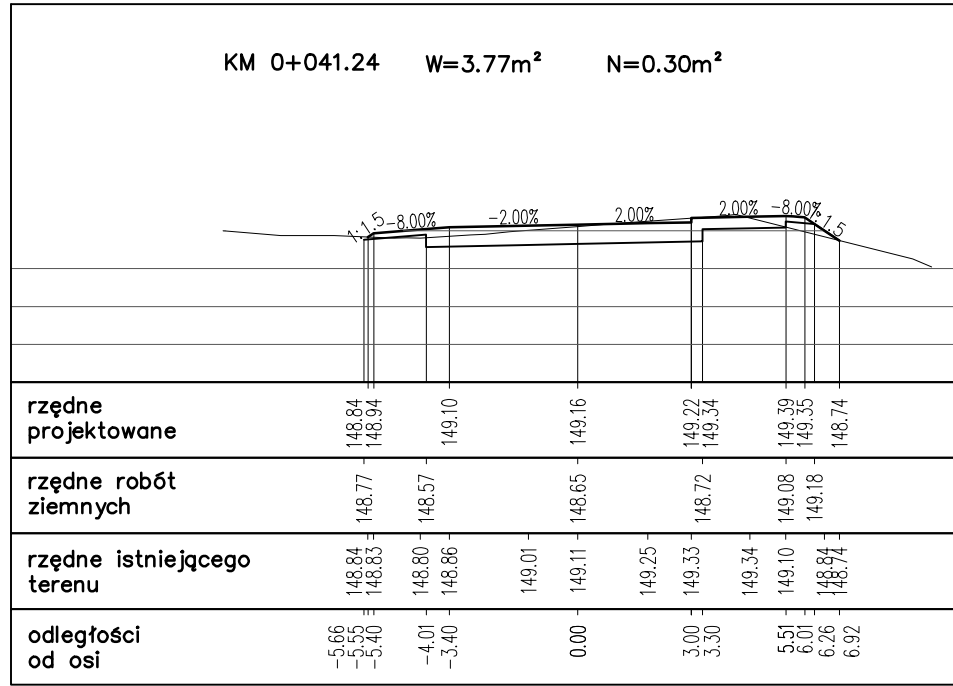 KM 0+041.24 W=3.77m² N=0.30m²
1:1.5 -8.00% -2.00% 2.00% 2.00% -8.00% 1:1.5
rzędne projektowane
148.84 148.94 149.10 149.16 149.22 149.34 149.39 149.35 148.74
rzędne robót ziemnych
148.77 148.57 148.65 148.72 149.08 149.18
rzędne istniejącego terenu
148.84 148.83 148.80 148.86 149.01 149.11 149.25 149.33 149.34 149.10 148.84 148.74
odległości od osi
-5.66 -5.55 -5.40 -4.01 -3.40 0.00 3.00 3.30 5.51 6.01 6.26 6.92